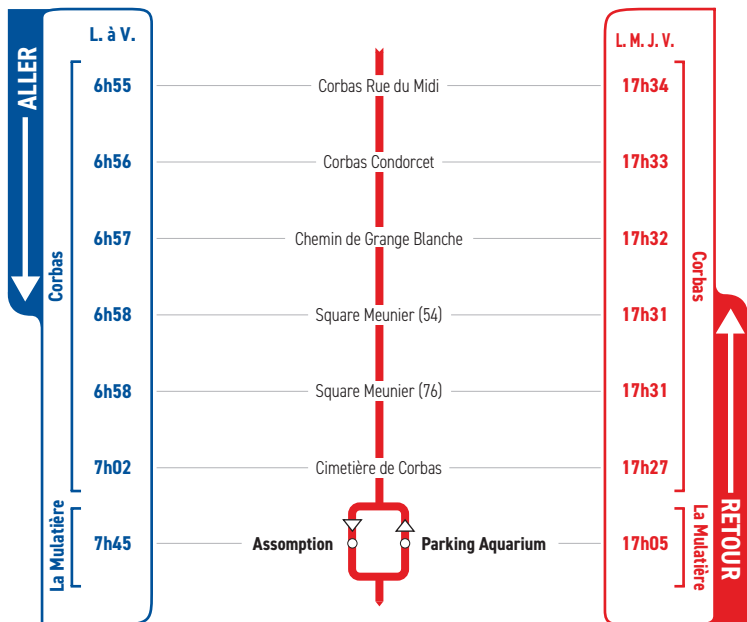 L. à V.
L. M. J. V.
ALLER
6h55 Corbas Rue du Midi 17h34
6h56 Corbas Condorcet 17h33
6h57 Chemin de Grange Blanche 17h32
Corbas
Corbas
6h58 Square Meunier (54) 17h31
6h58 Square Meunier (76) 17h31
7h02 Cimetière de Corbas 17h27
La Mulatière
7h45 Assomption Parking Aquarium 17h05
La Mulatière
RETOUR